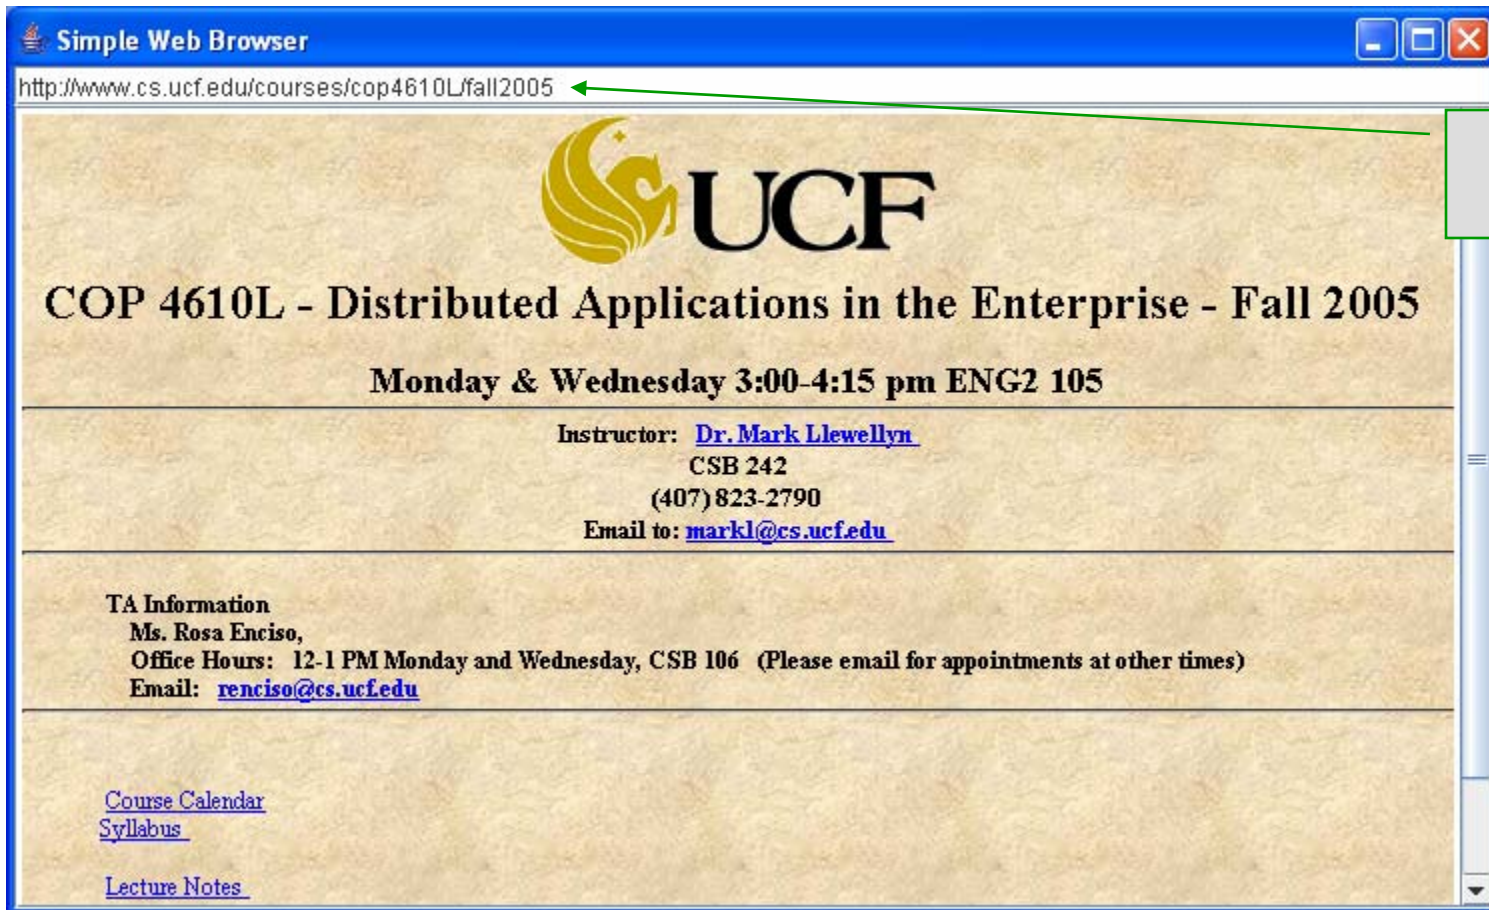 Simple Web Browser
http://www.cs.ucf.edu/courses/cop4610L/fall2005
UCF
COP 4610L - Distributed Applications in the Enterprise - Fall 2005
Monday & Wednesday 3:00-4:15 pm ENG2 105
Instructor: Dr. Mark Llewellyn
CSB 242
(407) 823-2790
Email to: markl@cs.ucf.edu
TA Information
Ms. Rosa Enciso,
Office Hours: 12-1 PM Monday and Wednesday, CSB 106 (Please email for appointments at other times)
Email: renciso@cs.ucf.edu
Course Calendar
Syllabus
Lecture Notes